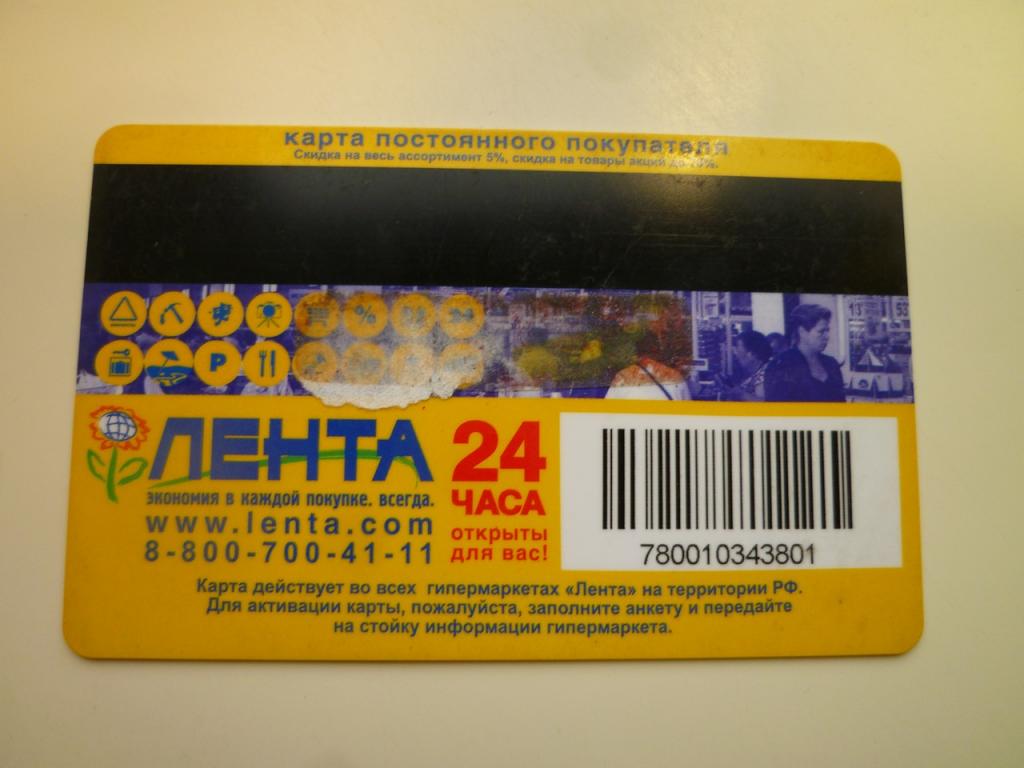 карта постоянного покупателя
Скидка на весь ассортимент 5%, скидка на товары акций до
%
P
13
53
ЛЕНТА
экономия в каждой покупке. всегда.
www.lenta.com
8-800-700-41-11
24
ЧАСА
открыты
для вас!
780010343801
Карта действует во всех гипермаркетах «Лента» на территории РФ.
Для активации карты, пожалуйста, заполните анкету и передайте
на стойку информации гипермаркета.